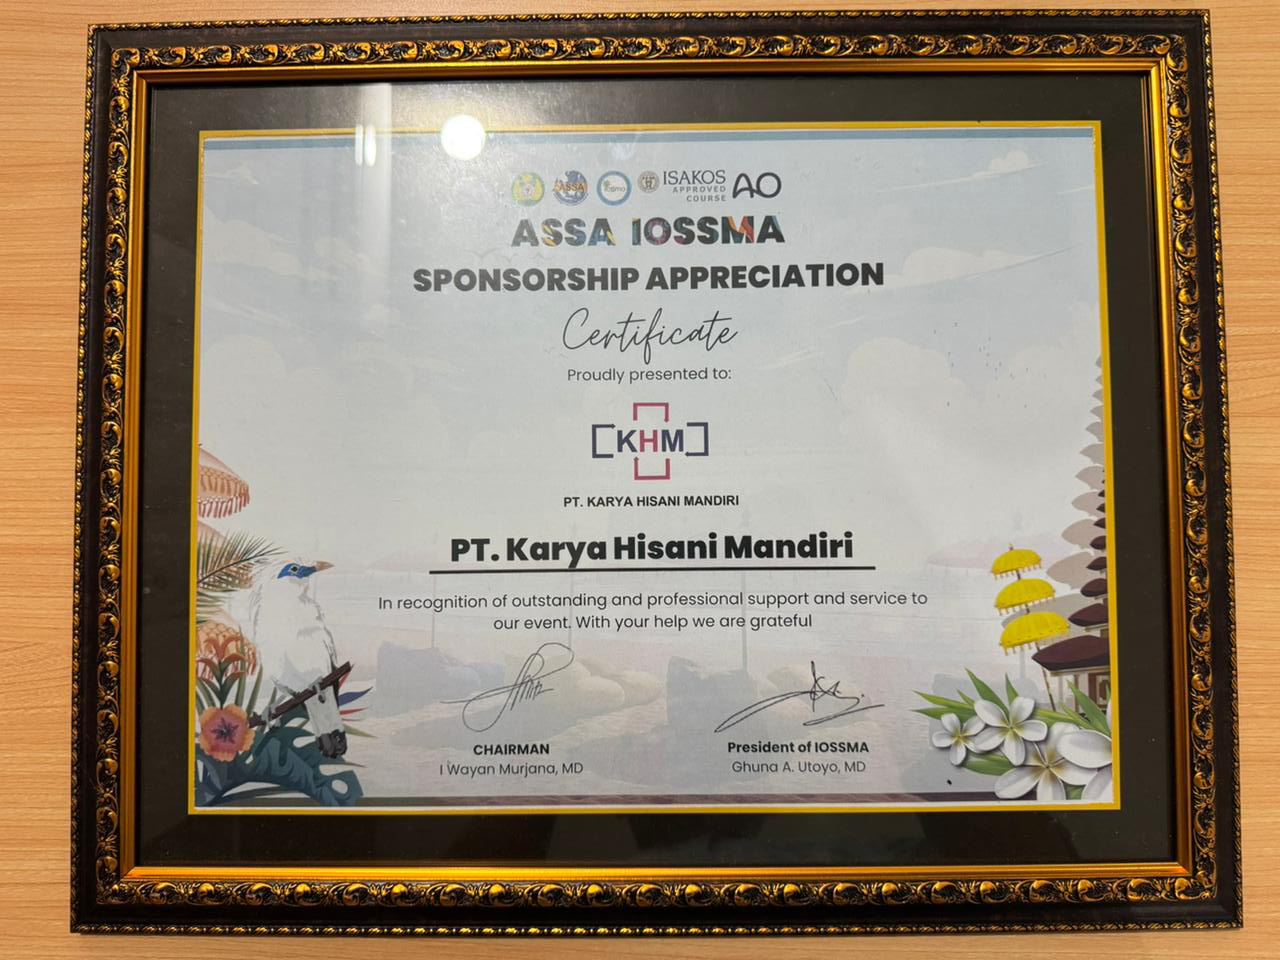 ASSA
iossma
ISAKOS
APPROVED
COURSE
AO
ASSA IOSSMA
SPONSORSHIP APPRECIATION
Certificate
Proudly presented to:
KHM
PT. KARYA HISANI MANDIRI
PT. Karya Hisani Mandiri
In recognition of outstanding and professional support and service to
our event. With your help we are grateful
CHAIRMAN
I Wayan Murjana, MD
President of IOSSMA
Ghuna A. Utoyo, MD